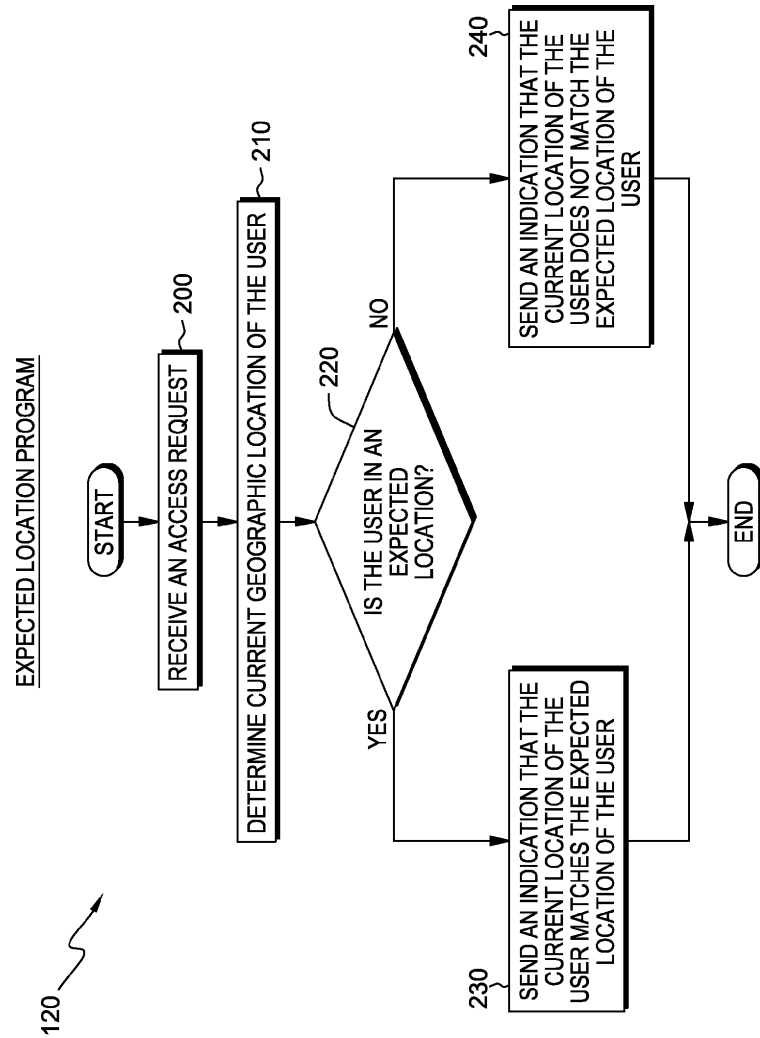 EXPECTED LOCATION PROGRAM
120
START
200
RECEIVE AN ACCESS REQUEST
210
DETERMINE CURRENT GEOGRAPHIC LOCATION OF THE USER
220
IS THE USER IN AN
EXPECTED
LOCATION?
YES
NO
230
SEND AN INDICATION THAT THE
CURRENT LOCATION OF THE
USER MATCHES THE EXPECTED
LOCATION OF THE USER
240
SEND AN INDICATION THAT THE
CURRENT LOCATION OF THE
USER DOES NOT MATCH THE
EXPECTED LOCATION OF THE
USER
END